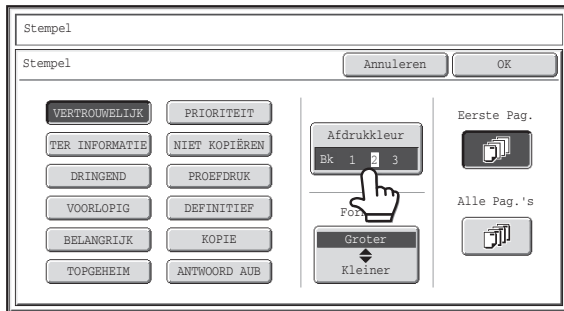 Stempel
Stempel
Annuleren
OK
VERTROUWELIJK
PRIORITEIT
TER INFORMATIE
NIET KOPIËREN
DRINGEND
PROEFDRUK
VOORLOPIG
DEFINITIEF
BELANGRIJK
KOPIE
TOPGEHEIM
ANTWOORD AUB
Afdrukkleur
Bk 1 2 3
Groter
Kleiner
Eerste Pag.
Alle Pag.'s